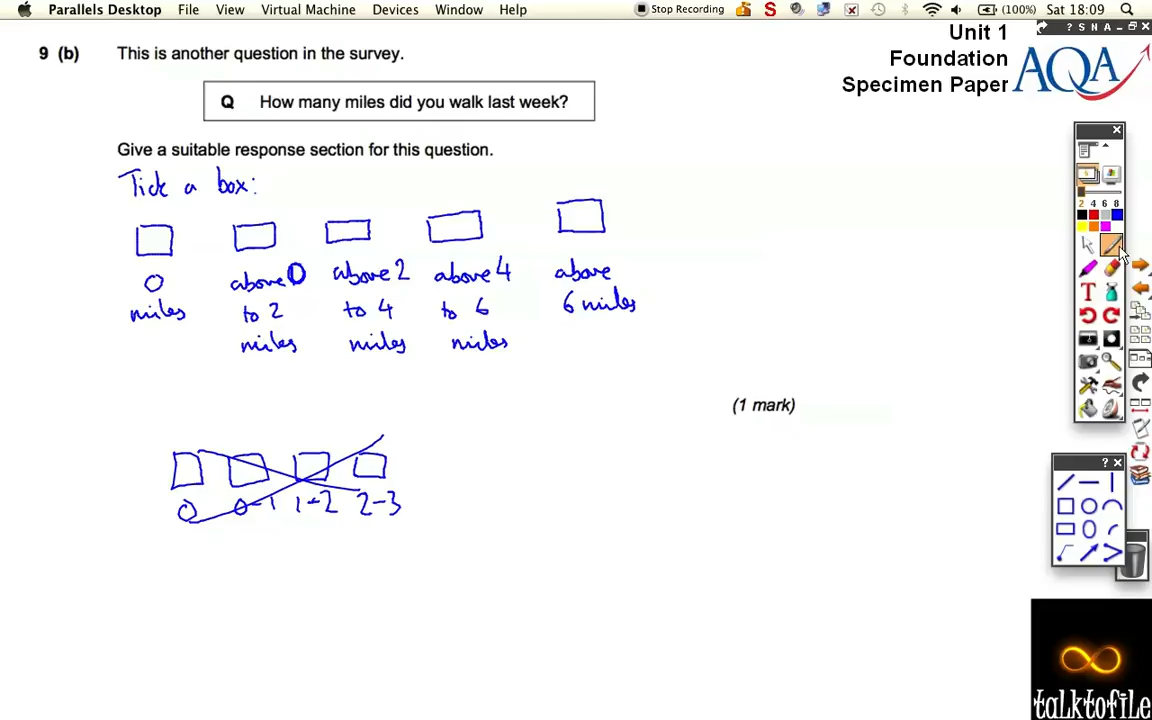 Parallels Desktop File View Virtual Machine Devices Window Help Stop Recording S (100%) Sat 18:09
? S N A
Unit 1
Foundation
Specimen Paper
AQA
9 (b) This is another question in the survey.
Q How many miles did you walk last week?
Give a suitable response section for this question.
Tick a box:
0 miles
above 0 to 2 miles
above 2 to 4 miles
above 4 to 6 miles
above 6 miles
(1 mark)
0 0-1 1-2 2-3
2 4 6 8
T
? ×
talktofile